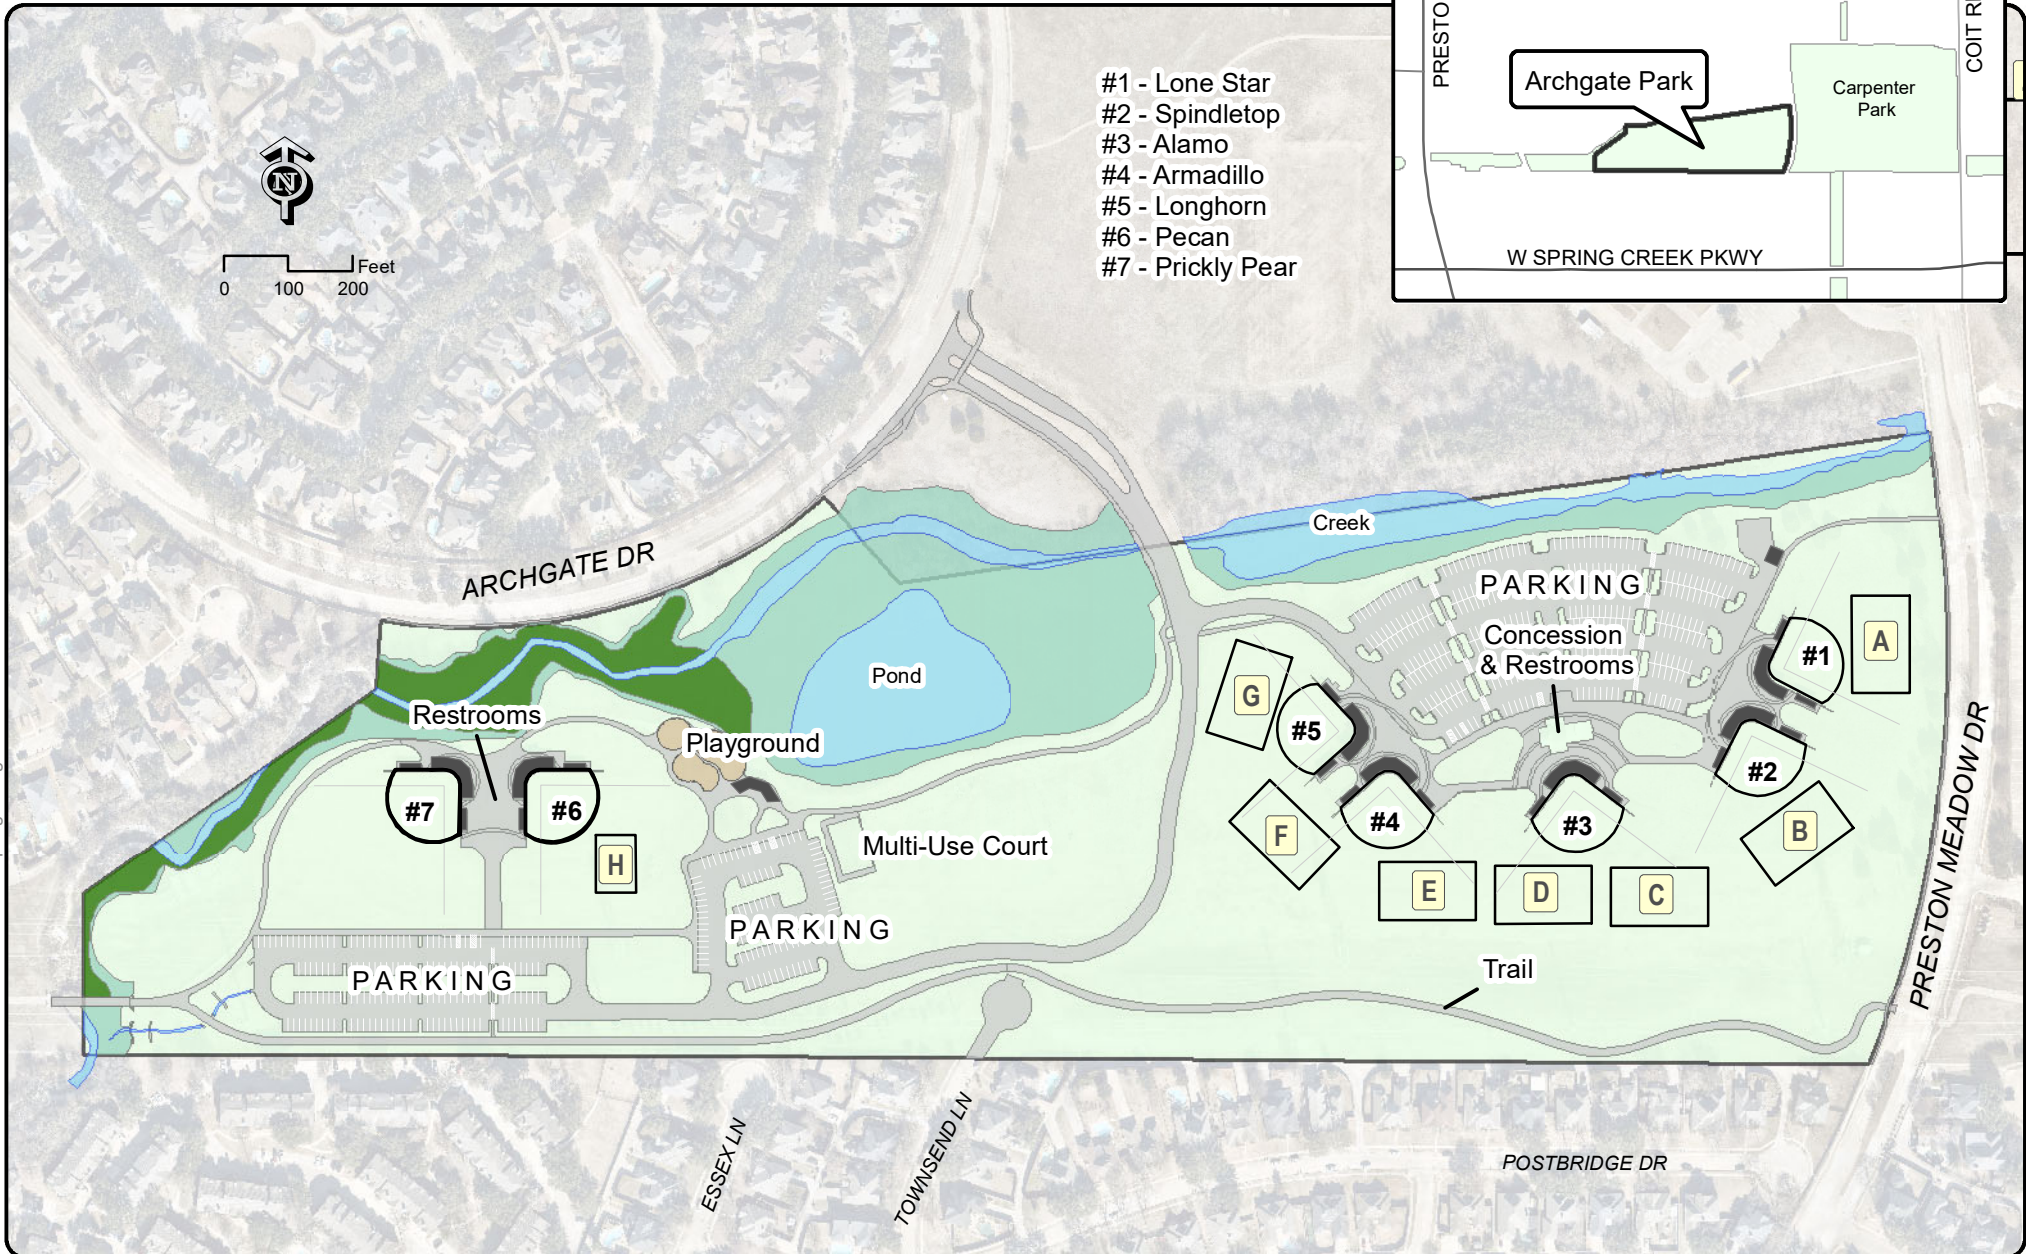 #1 - Lone Star
#2 - Spindletop
#3 - Alamo
#4 - Armadillo
#5 - Longhorn
#6 - Pecan
#7 - Prickly Pear
PRESTO
Archgate Park
Carpenter
Park
COIT R
W SPRING CREEK PKWY
N
Feet
0 100 200
ARCHGATE DR
Creek
PARKING
Concession
& Restrooms
#1
A
G
#5
#2
Pond
Restrooms
Playground
#7
#6
H
Multi-Use Court
F
#4
#3
B
E
D
C
PARKING
PARKING
Trail
PRESTON MEADOW DR
ESSEX LN
TOWNSEND LN
POSTBRIDGE DR